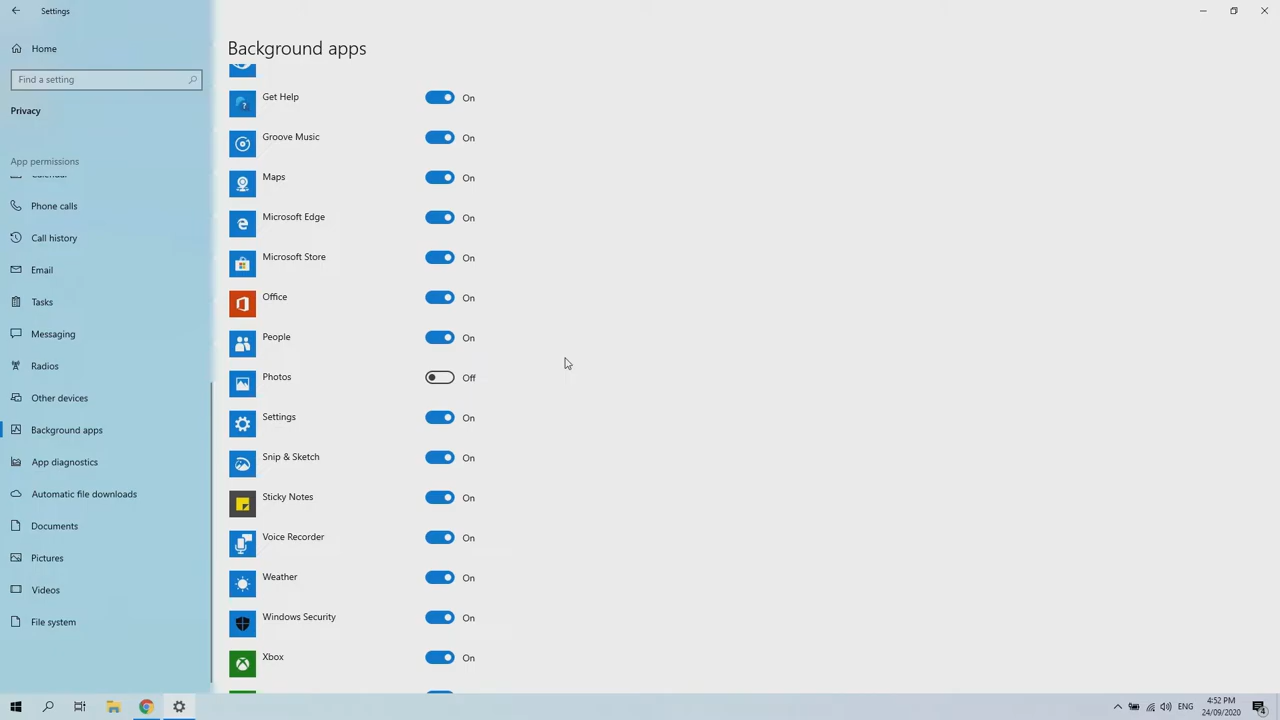 Settings
Home
Find a setting
Privacy
App permissions
Calendar
Phone calls
Call history
Email
Tasks
Messaging
Radios
Other devices
Background apps
App diagnostics
Automatic file downloads
Documents
Pictures
Videos
File system
Background apps
Get Help On
Groove Music On
Maps On
Microsoft Edge On
Microsoft Store On
Office On
People On
Photos Off
Settings On
Snip & Sketch On
Sticky Notes On
Voice Recorder On
Weather On
Windows Security On
Xbox On
ENG
4:52 PM
24/09/2020
4